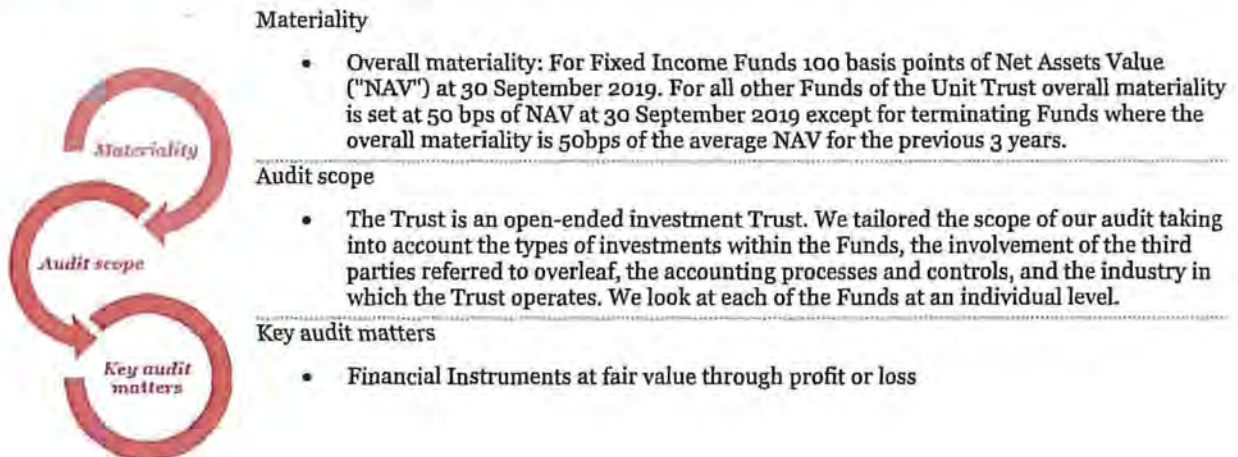 Materiality
• Overall materiality: For Fixed Income Funds 100 basis points of Net Assets Value
("NAV") at 30 September 2019. For all other Funds of the Unit Trust overall materiality
is set at 50 bps of NAV at 30 September 2019 except for terminating Funds where the
overall materiality is 50bps of the average NAV for the previous 3 years.
Materiality
Audit scope
• The Trust is an open-ended investment Trust. We tailored the scope of our audit taking
into account the types of investments within the Funds, the involvement of the third
parties referred to overleaf, the accounting processes and controls, and the industry in
which the Trust operates. We look at each of the Funds at an individual level.
Audit scope
Key audit matters
• Financial Instruments at fair value through profit or loss
Key audit
matters